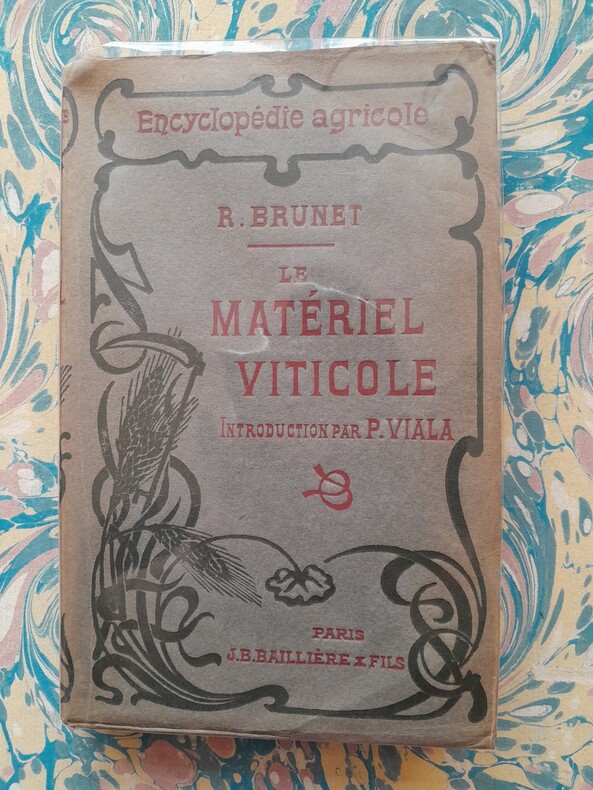 Encyclopédie agricole
R. BRUNET
LE
MATÉRIEL
VITICOLE
INTRODUCTION PAR P. VIALA
PARIS
J.B. BAILLIÈRE & FILS